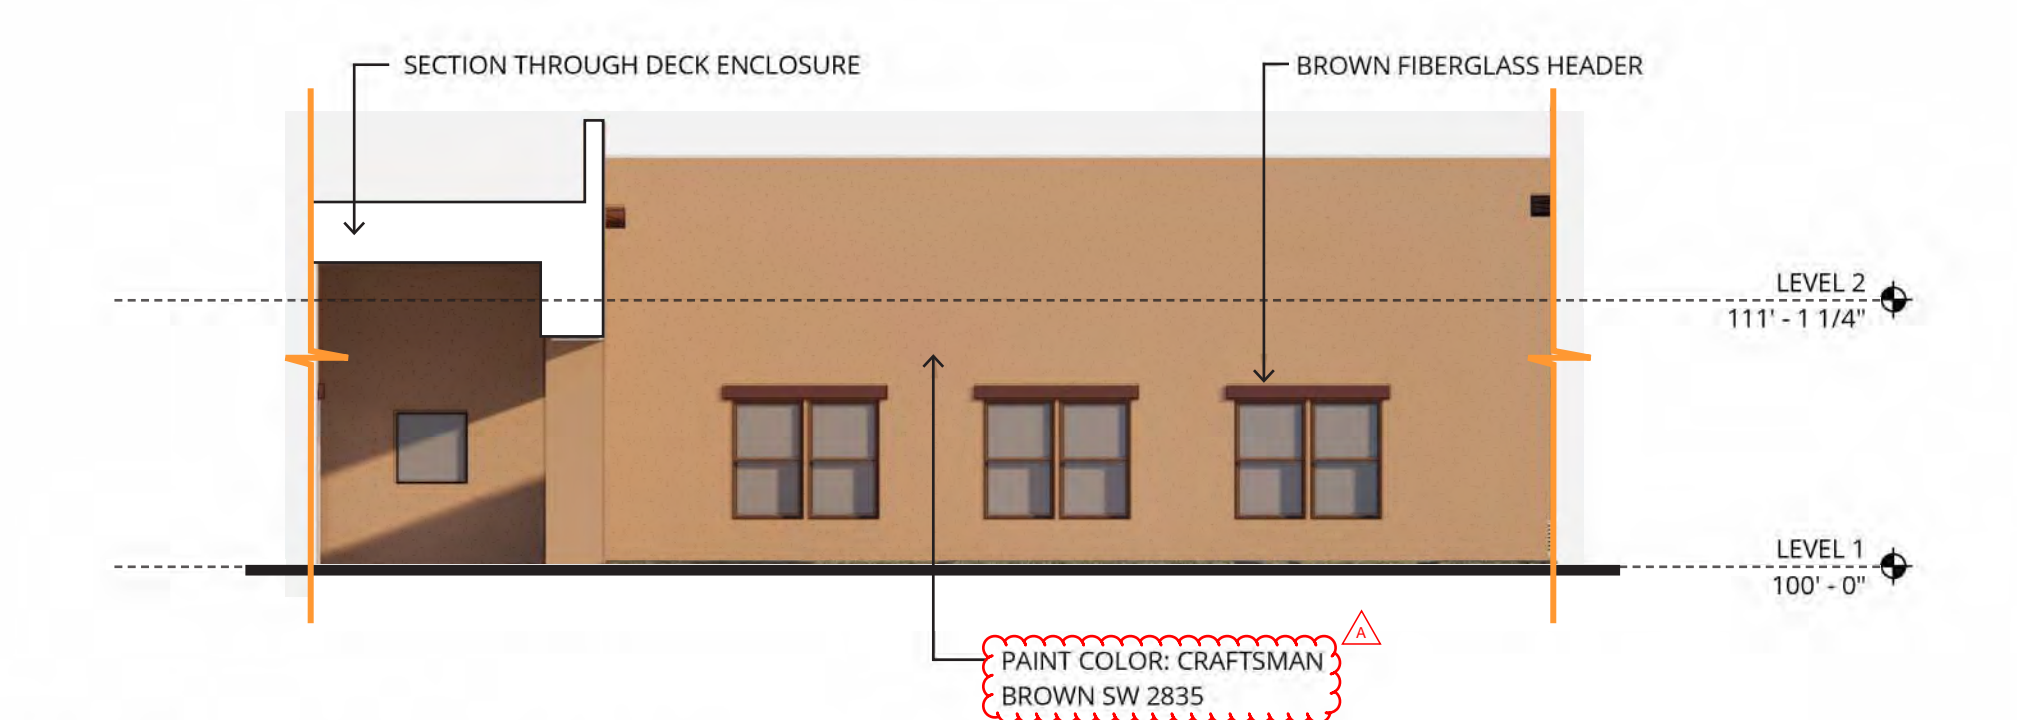 SECTION THROUGH DECK ENCLOSURE
BROWN FIBERGLASS HEADER
LEVEL 2
111' - 1 1/4"
LEVEL 1
100' - 0"
A
PAINT COLOR: CRAFTSMAN
BROWN SW 2835